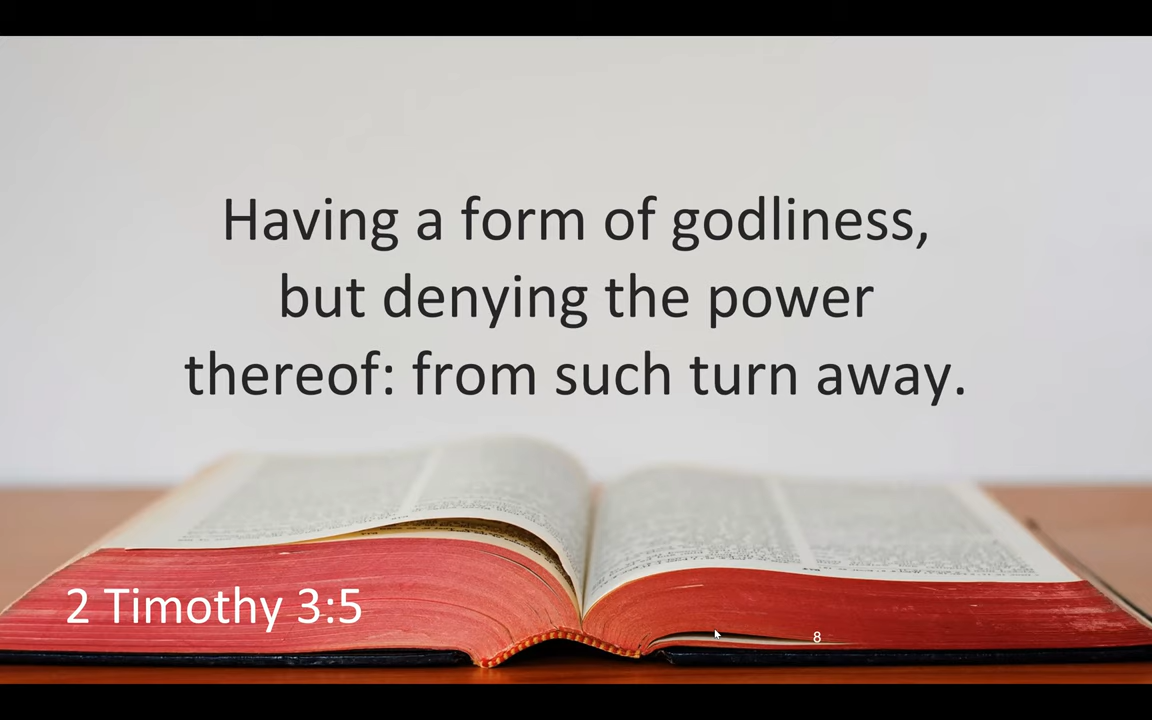 Having a form of godliness,
but denying the power
thereof: from such turn away.
2 Timothy 3:5
8